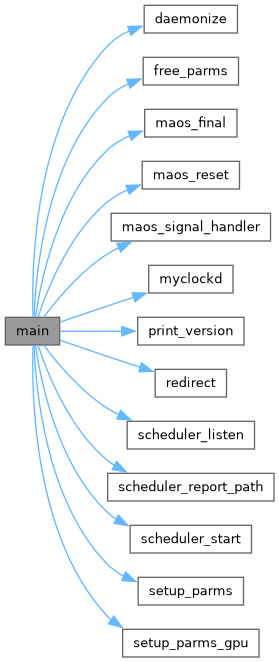 daemonize
free_parms
maos_final
maos_reset
maos_signal_handler
myclockd
main
print_version
redirect
scheduler_listen
scheduler_report_path
scheduler_start
setup_parms
setup_parms_gpu